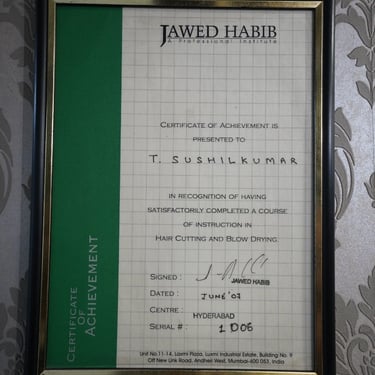 JAWED HABIB
A Professional Institute
CERTIFICATE OF ACHIEVEMENT IS
PRESENTED TO
T. SUSHILKUMAR
IN RECOGNITION OF HAVING
SATISFACTORILY COMPLETED A COURSE
OF INSTRUCTION IN
HAIR CUTTING AND BLOW DRYING.
SIGNED :
JAWED HABIB
DATED : JUNE '07
CENTRE : HYDERABAD
SERIAL # : 1006
Unit No.11-14, Laxmi Plaza, Luxmi Industrial Estate, Building No. 9
Off New Link Road, Andheri West, Mumbai-600 053, India
CERTIFICATE
OF
ACHIEVEMENT